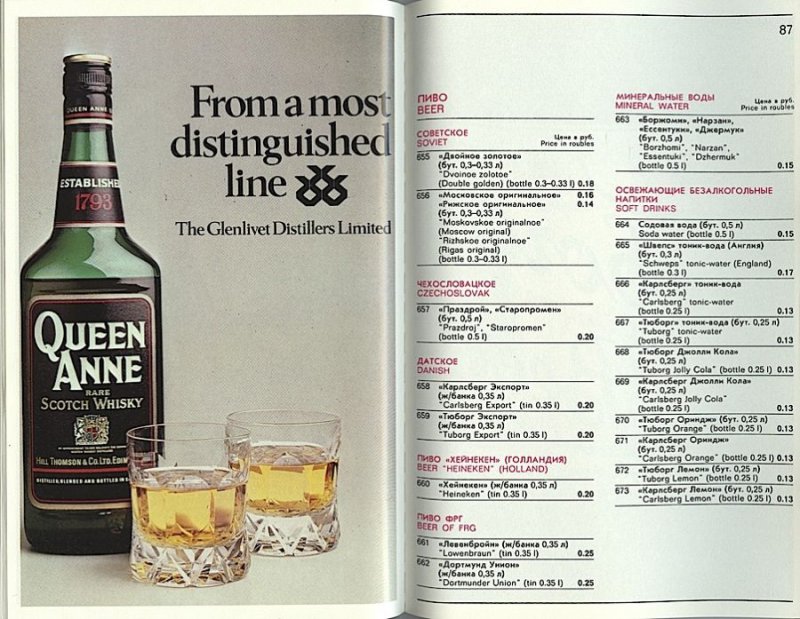 QUEEN ANNE
ESTABLISHED
1793
QUEEN
ANNE
RARE
SCOTCH WHISKY
HILL THOMSON & CO. LTD. EDIN
DISTILLED, BLENDED AND BOTTLED IN
From a most
distinguished
line
The Glenlivet Distillers Limited
87
ПИВО
BEER
СОВЕТСКОЕ
SOVIET
Цена в руб.
Price in roubles
655 «Двойное золотое»
(бут. 0,3–0,33 л)
"Dvoinoe zolotoe"
(Double golden) (bottle 0.3–0.33 l) 0.18
656 «Московское оригинальное» 0.16
«Рижское оригинальное» 0.14
(бут. 0,3–0,33 л)
"Moskovskoe originalnoe"
(Moscow original)
"Rizhskoe originalnoe"
(Rigas original)
(bottle 0.3–0.33 l)
ЧЕХОСЛОВАЦКОЕ
CZECHOSLOVAK
657 «Праздрой», «Старопромен»
(бут. 0,5 л)
"Prazdroj", "Staropromen"
(bottle 0.5 l) 0.20
ДАТСКОЕ
DANISH
658 «Карлсберг Экспорт»
(ж/банка 0,35 л)
"Carlsberg Export" (tin 0.35 l) 0.20
659 «Тюборг Экспорт»
(ж/банка 0,35 л)
"Tuborg Export" (tin 0.35 l) 0.20
ПИВО «ХЕЙНЕКЕН» (ГОЛЛАНДИЯ)
BEER "HEINEKEN" (HOLLAND)
660 «Хейнекен» (ж/банка 0,35 л)
"Heineken" (tin 0.35 l) 0.20
ПИВО ФРГ
BEER OF FRG
661 «Левенбройн» (ж/банка 0,35 л)
"Lowenbraun" (tin 0.35 l) 0.25
662 «Дортмунд Унион»
(ж/банка 0,35 л)
"Dortmunder Union" (tin 0.35 l) 0.25
МИНЕРАЛЬНЫЕ ВОДЫ
MINERAL WATER
Цена в руб.
Price in roubles
663 «Боржоми», «Нарзан»,
«Ессентуки», «Джермук»
(бут. 0,5 л)
"Borzhomi", "Narzan",
"Essentuki", "Dzhermuk"
(bottle 0.5 l) 0.15
ОСВЕЖАЮЩИЕ БЕЗАЛКОГОЛЬНЫЕ
НАПИТКИ
SOFT DRINKS
664 Содовая вода (бут. 0,5 л)
Soda water (bottle 0.5 l) 0.15
665 «Швепс» тоник-вода (Англия)
(бут. 0,3 л)
"Schweps" tonic-water (England)
(bottle 0.3 l) 0.17
666 «Карлсберг» тоник-вода
(бут. 0,25 л)
"Carlsberg" tonic-water
(bottle 0.25 l) 0.13
667 «Тюборг» тоник-вода (бут. 0,25 л)
"Tuborg" tonic-water
(bottle 0.25 l) 0.13
668 «Тюборг Джолли Кола»
(бут. 0,25 л)
"Tuborg Jolly Cola" (bottle 0.25 l) 0.13
669 «Карлсберг Джолли Кола»
(бут. 0,25 л)
"Carlsberg Jolly Cola"
(bottle 0.25 l) 0.13
670 «Тюборг Ориндж» (бут. 0,25 л)
"Tuborg Orange" (bottle 0.25 l) 0.13
671 «Карлсберг Ориндж»
(бут. 0,25 л)
"Carlsberg Orange" (bottle 0.25 l) 0.13
672 «Тюборг Лемон» (бут. 0,25 л)
"Tuborg Lemon" (bottle 0.25 l) 0.13
673 «Карлсберг Лемон» (бут. 0,25 л)
"Carlsberg Lemon" (bottle 0.25 l) 0.13